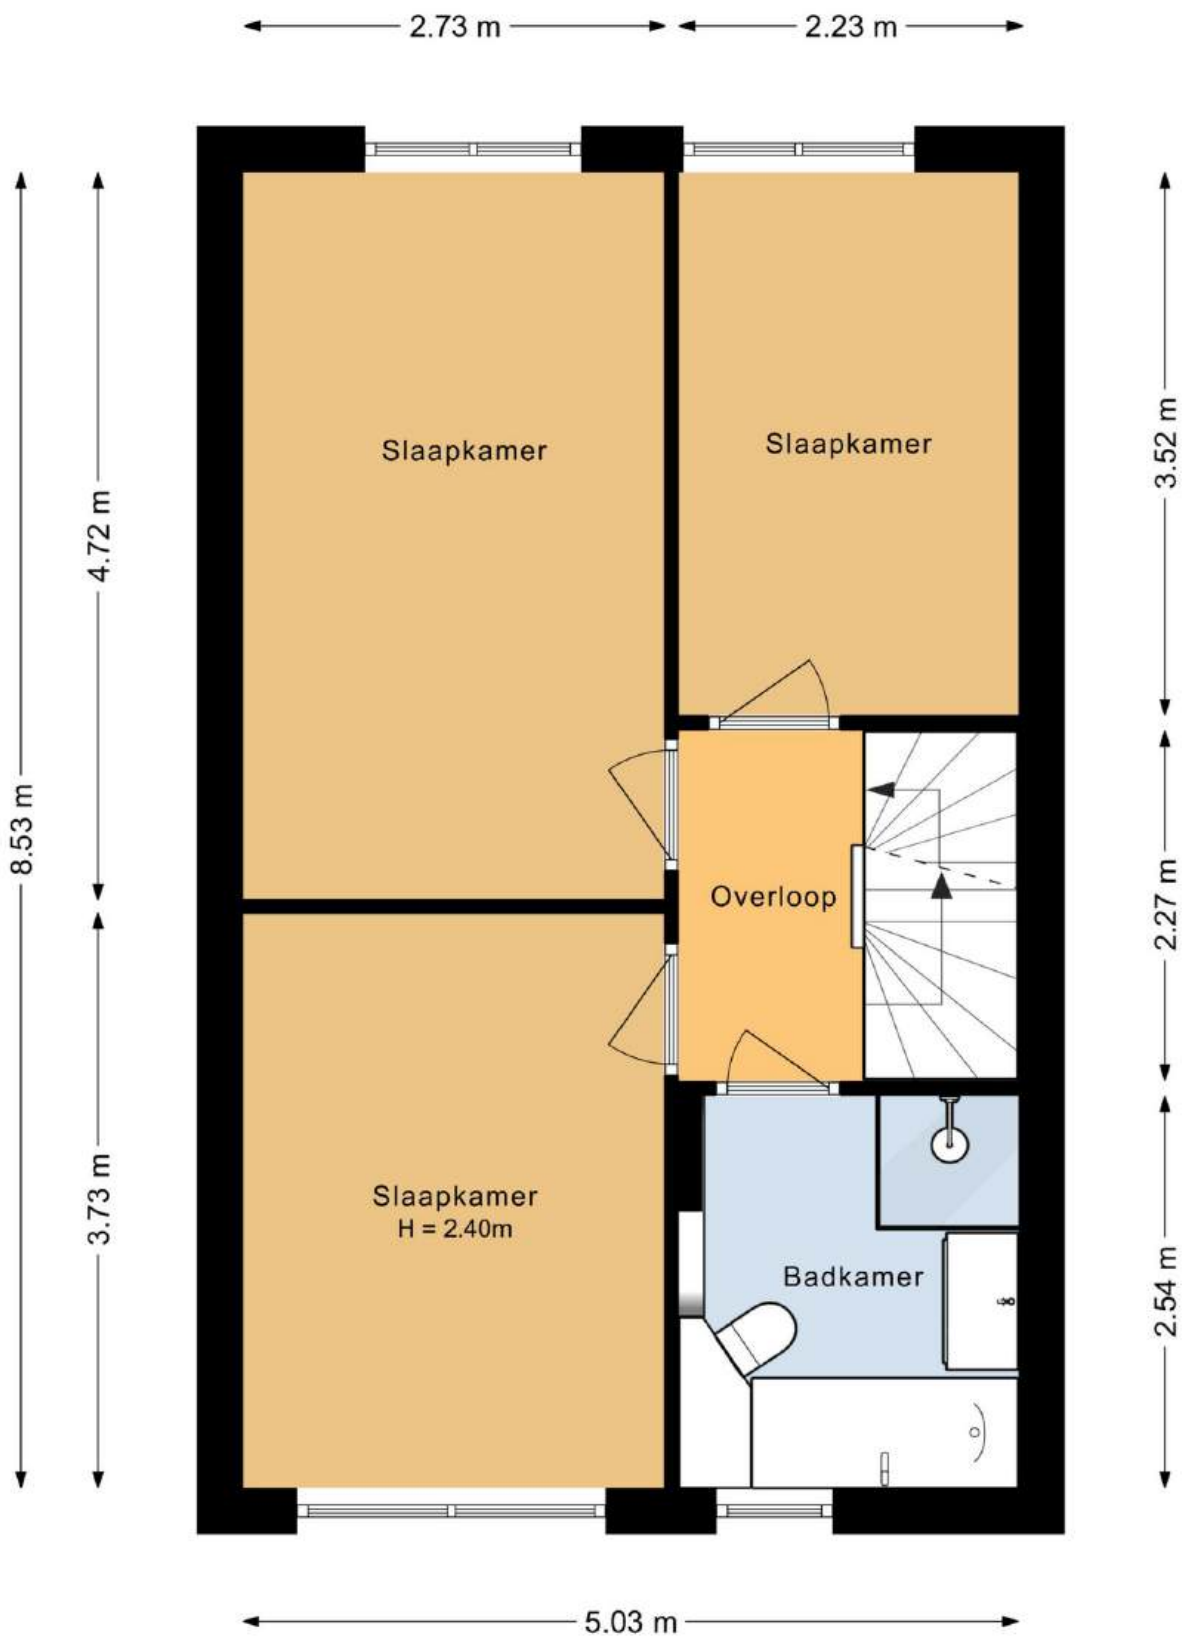 2.73 m
2.23 m
Slaapkamer
Slaapkamer
3.52 m
4.72 m
8.53 m
Overloop
2.27 m
Slaapkamer
H = 2.40m
3.73 m
Badkamer
2.54 m
5.03 m